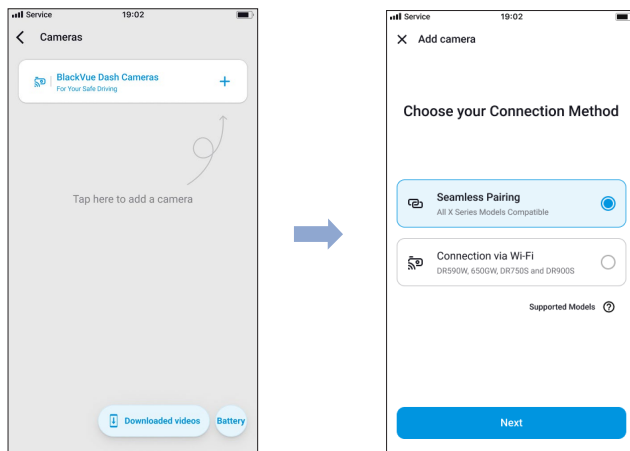 Service 19:02
Cameras
BlackVue Dash Cameras
For Your Safe Driving
Tap here to add a camera
Downloaded videos
Battery
Service 19:02
Add camera
Choose your Connection Method
Seamless Pairing
All X Series Models Compatible
Connection via Wi-Fi
DR590W, 650GW, DR750S and DR900S
Supported Models ?
Next